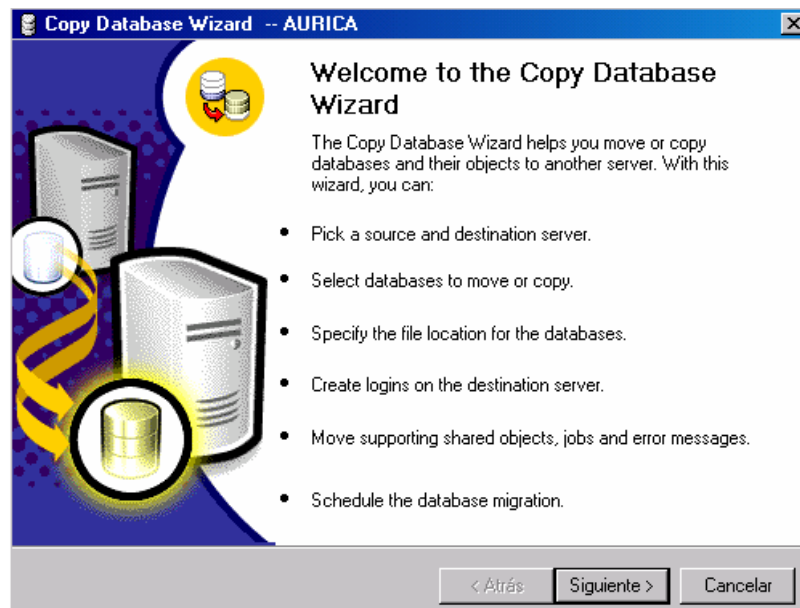 Copy Database Wizard -- AURICA
Welcome to the Copy Database
Wizard
The Copy Database Wizard helps you move or copy
databases and their objects to another server. With this
wizard, you can:
• Pick a source and destination server.
• Select databases to move or copy.
• Specify the file location for the databases.
• Create logins on the destination server.
• Move supporting shared objects, jobs and error messages.
• Schedule the database migration.
< Atrás Siguiente > Cancelar